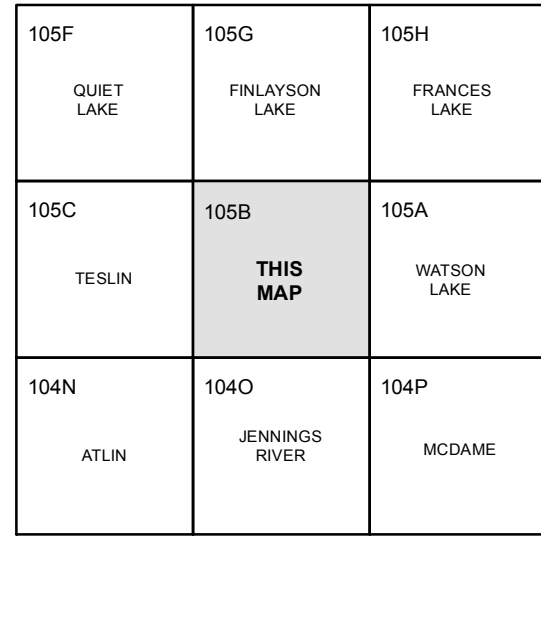 105F
QUIET
LAKE
105G
FINLAYSON
LAKE
105H
FRANCES
LAKE
105C
TESLIN
105B
THIS
MAP
105A
WATSON
LAKE
104N
ATLIN
104O
JENNINGS
RIVER
104P
MCDAME